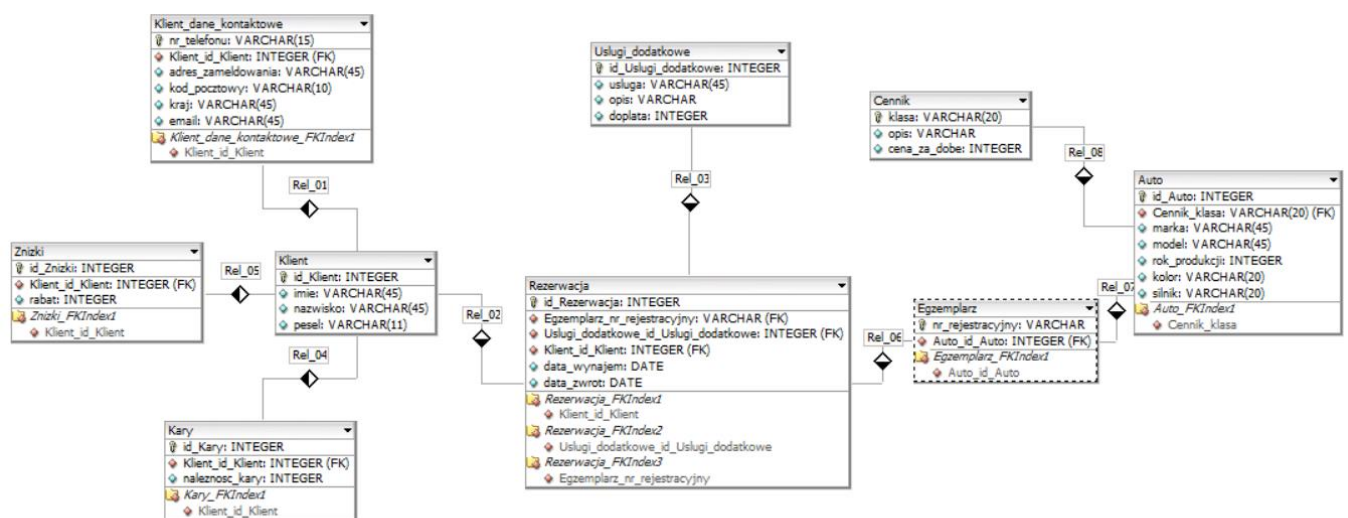 Klient_dane_kontaktowe
nr_telefonu: VARCHAR(15)
Klient_id_Klient: INTEGER (FK)
adres_zameldowania: VARCHAR(45)
kod_pocztowy: VARCHAR(10)
kraj: VARCHAR(45)
email: VARCHAR(45)
Klient_dane_kontaktowe_FKIndex1
Klient_id_Klient
Uslugi_dodatkowe
id_Uslugi_dodatkowe: INTEGER
usluga: VARCHAR(45)
opis: VARCHAR
doplata: INTEGER
Cennik
klasa: VARCHAR(20)
opis: VARCHAR
cena_za_dobe: INTEGER
Rel_08
Rel_01
Rel_03
Auto
id_Auto: INTEGER
Cennik_klasa: VARCHAR(20) (FK)
marka: VARCHAR(45)
model: VARCHAR(45)
rok_produkcji: INTEGER
kolor: VARCHAR(20)
silnik: VARCHAR(20)
Auto_FKIndex1
Cennik_klasa
Znizki
id_Znizki: INTEGER
Klient_id_Klient: INTEGER (FK)
rabat: INTEGER
Znizki_FKIndex1
Klient_id_Klient
Rel_05
Klient
id_Klient: INTEGER
imie: VARCHAR(45)
nazwisko: VARCHAR(45)
pesel: VARCHAR(11)
Rel_02
Rezerwacja
id_Rezerwacja: INTEGER
Egzemplarz_nr_rejestracyjny: VARCHAR (FK)
Uslugi_dodatkowe_id_Uslugi_dodatkowe: INTEGER (FK)
Klient_id_Klient: INTEGER (FK)
data_wynajem: DATE
data_zwrot: DATE
Rezerwacja_FKIndex1
Klient_id_Klient
Rezerwacja_FKIndex2
Uslugi_dodatkowe_id_Uslugi_dodatkowe
Rezerwacja_FKIndex3
Egzemplarz_nr_rejestracyjny
Rel_06
Egzemplarz
nr_rejestracyjny: VARCHAR
Auto_id_Auto: INTEGER (FK)
Egzemplarz_FKIndex1
Auto_id_Auto
Rel_07
Rel_04
Kary
id_Kary: INTEGER
Klient_id_Klient: INTEGER (FK)
naleznosc_kary: INTEGER
Kary_FKIndex1
Klient_id_Klient